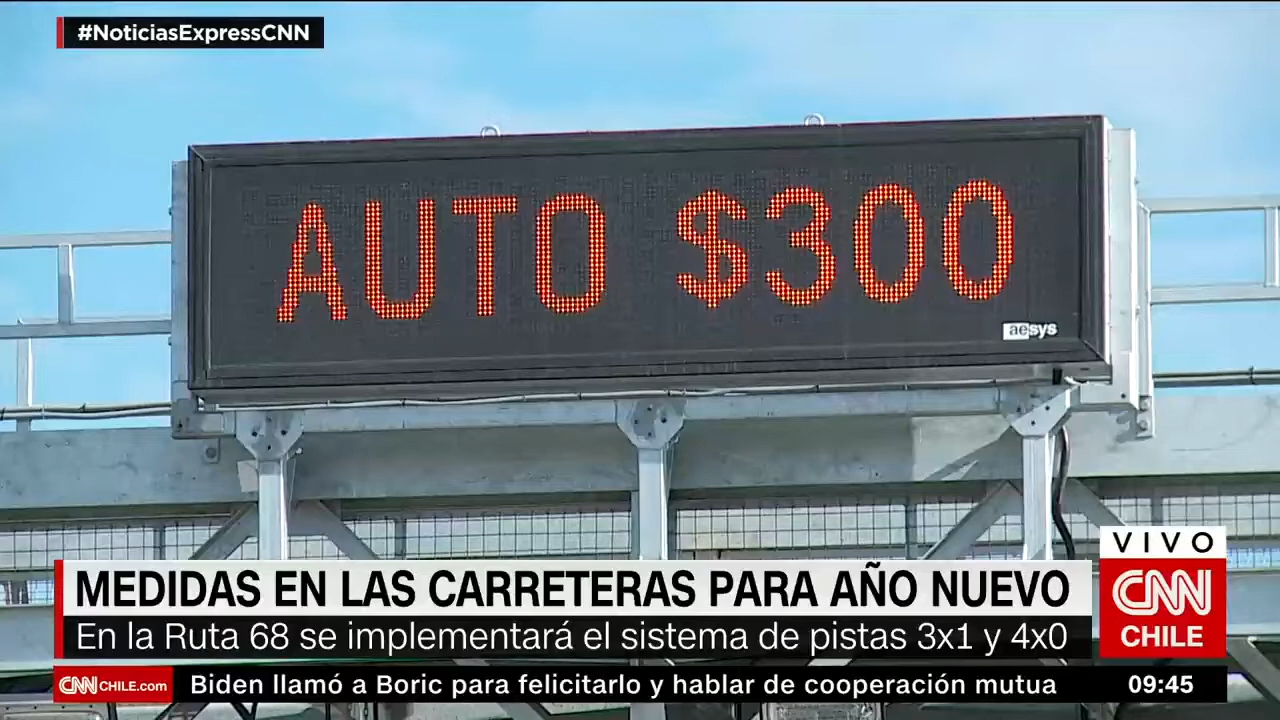 #NoticiasExpressCNN
AUTO $300
aesys
VIVO
MEDIDAS EN LAS CARRETERAS PARA AÑO NUEVO
CNN
En la Ruta 68 se implementará el sistema de pistas 3x1 y 4x0
CHILE
CNNCHILE.com
Biden llamó a Boric para felicitarlo y hablar de cooperación mutua
09:45